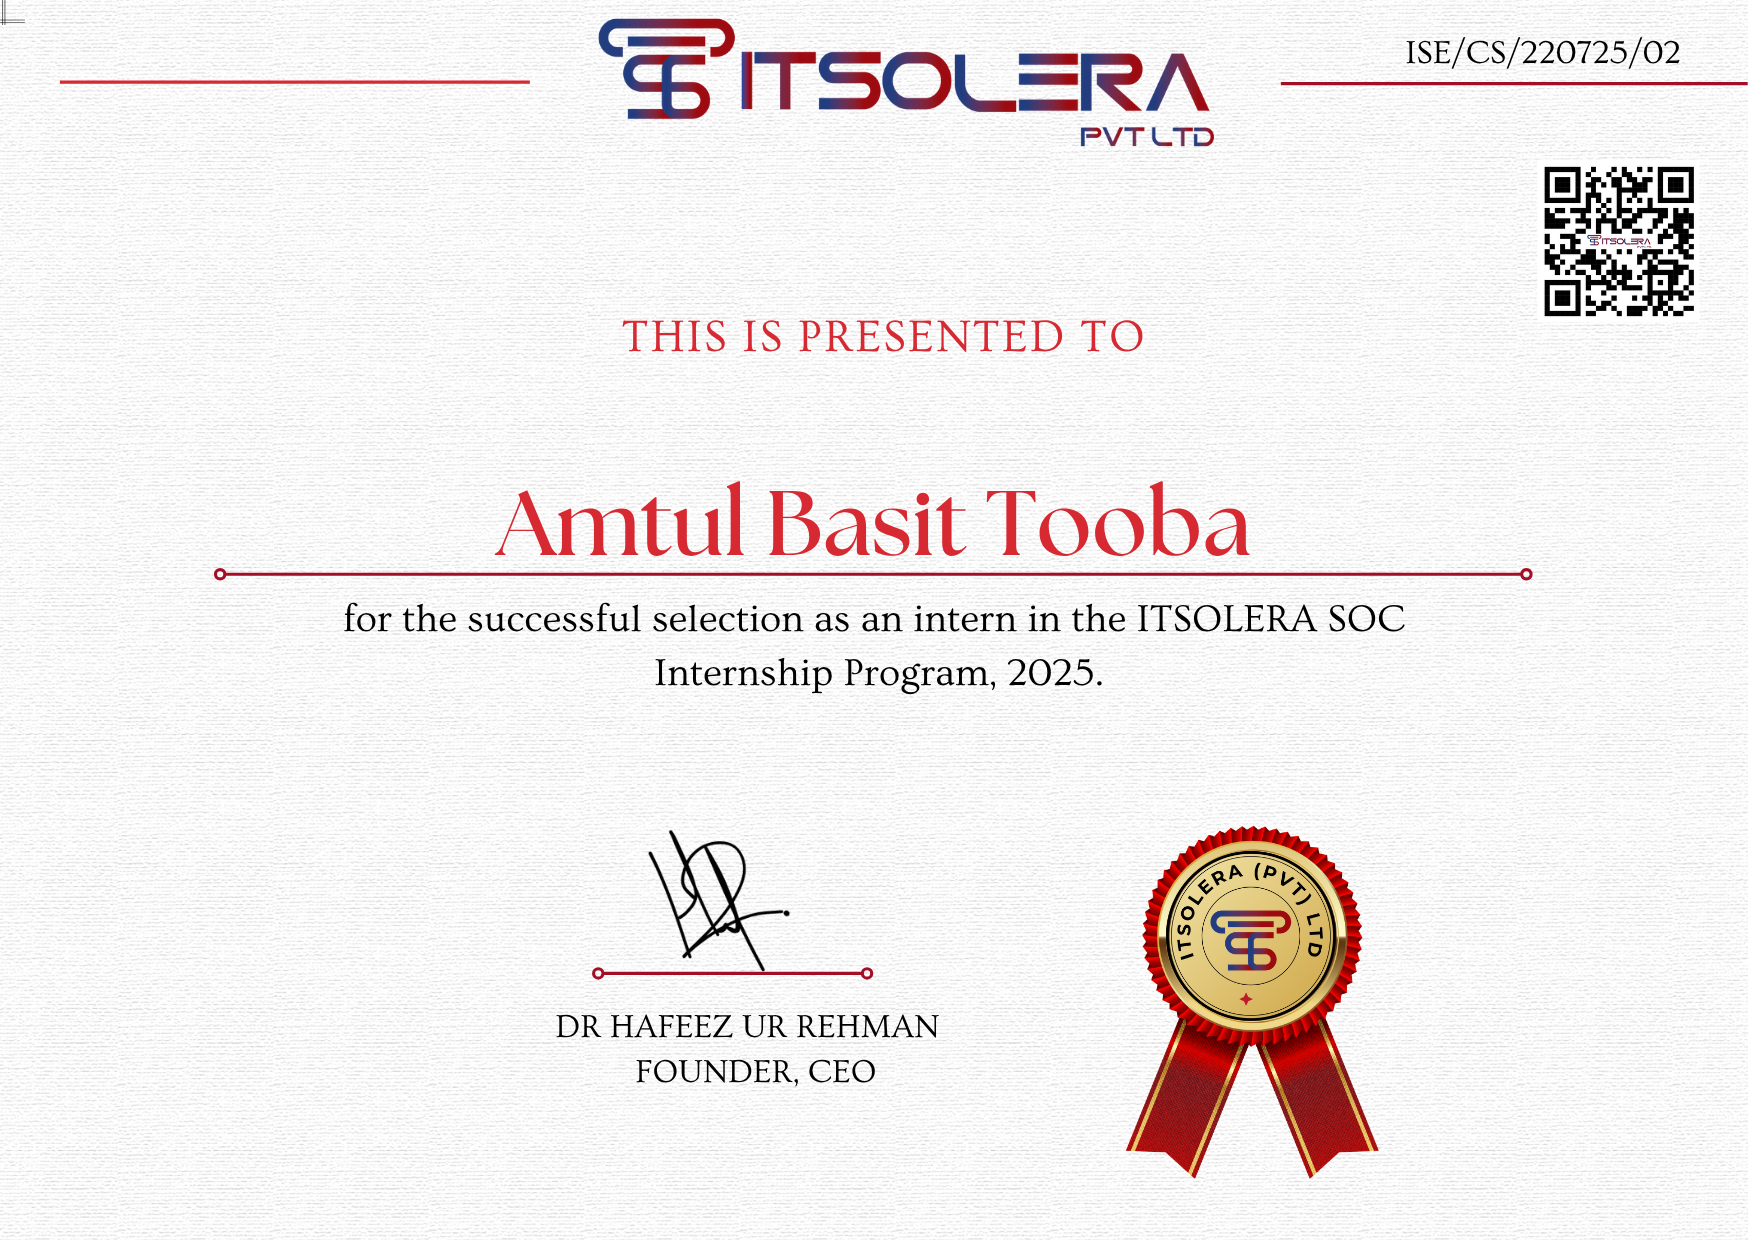 ITSOLERA
PVT LTD
ISE/CS/220725/02
ITSOLERA
THIS IS PRESENTED TO
Amtul Basit Tooba
for the successful selection as an intern in the ITSOLERA SOC
Internship Program, 2025.
DR HAFEEZ UR REHMAN
FOUNDER, CEO
ITSOLERA (PVT) LTD